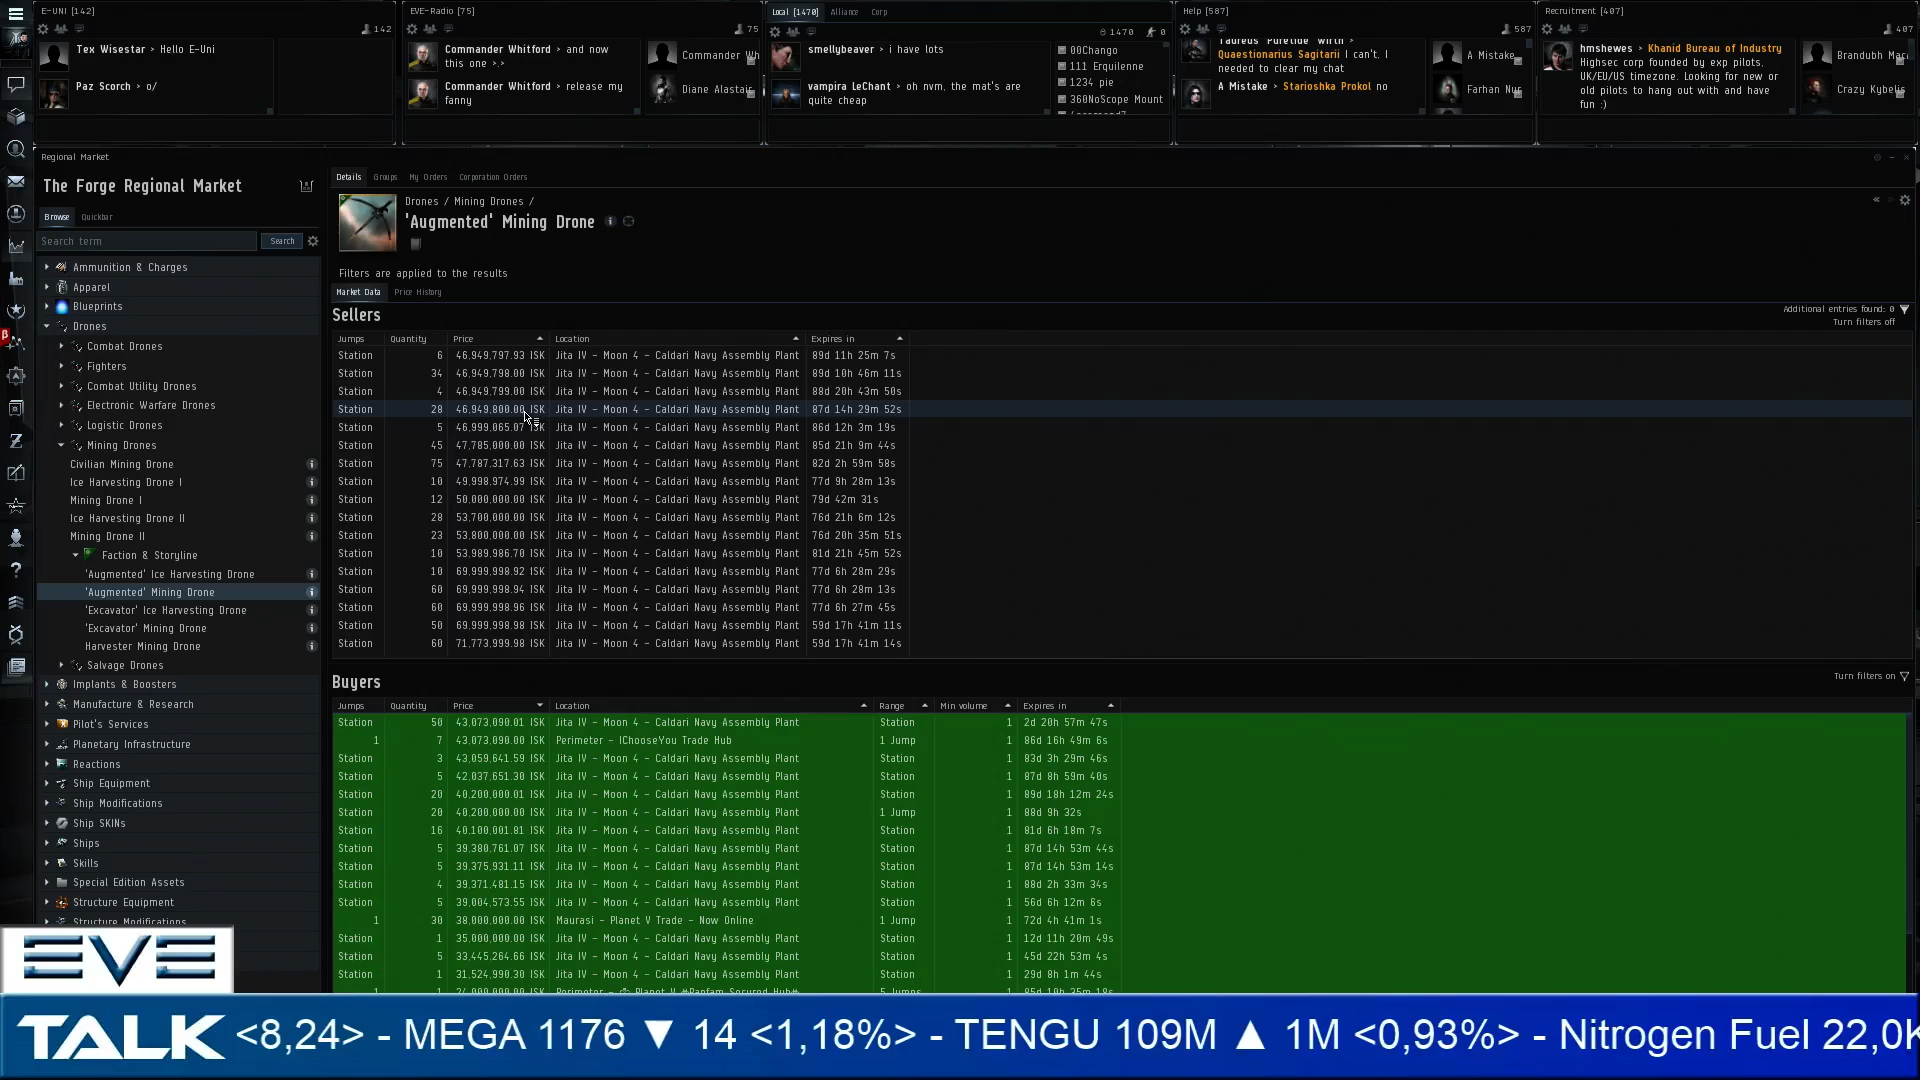 E-UNI [142]
142
Tex Wisestar > Hello E-Uni
Paz Scorch > o/
EVE-Radio [75]
75
Commander Whitford > and now
this one >.>
Commander Whitford > release my
fanny
Commander Wh
Diane Alastair
Local [1470] Alliance Corp
1470 0
smellybeaver > i have lots
vampira LeChant > oh nvm, the mat's are
quite cheap
00Chango
111 Erquilenne
1234 pie
360NoScope Mount
Help [587]
587
Quaestionarius Sagitarii I can't, I
needed to clear my chat
A Mistake > Starioshka Prokol no
A Mistake
Farhan Nur
Recruitment [407]
407
hmshewes > Khanid Bureau of Industry
Highsec corp founded by exp pilots,
UK/EU/US timezone. Looking for new or
old pilots to hang out with and have
fun :)
Brandubh Mac
Crazy Kybelis
Regional Market
The Forge Regional Market
Browse Quickbar
Search term Search
Ammunition & Charges
Apparel
Blueprints
Drones
Combat Drones
Fighters
Combat Utility Drones
Electronic Warfare Drones
Logistic Drones
Mining Drones
Civilian Mining Drone
Ice Harvesting Drone I
Mining Drone I
Ice Harvesting Drone II
Mining Drone II
Faction & Storyline
'Augmented' Ice Harvesting Drone
'Augmented' Mining Drone
'Excavator' Ice Harvesting Drone
'Excavator' Mining Drone
Harvester Mining Drone
Salvage Drones
Implants & Boosters
Manufacture & Research
Pilot's Services
Planetary Infrastructure
Reactions
Ship Equipment
Ship Modifications
Ship SKINs
Ships
Skills
Special Edition Assets
Structure Equipment
Structure Modifications
Details Groups My Orders Corporation Orders
Drones / Mining Drones /
'Augmented' Mining Drone
Filters are applied to the results
Market Data Price History
Sellers
Additional entries found: 0
Turn filters off
Jumps Quantity Price Location Expires in
Station 6 46,949,797.93 ISK Jita IV - Moon 4 - Caldari Navy Assembly Plant 89d 11h 25m 7s
Station 34 46,949,798.00 ISK Jita IV - Moon 4 - Caldari Navy Assembly Plant 89d 10h 46m 11s
Station 4 46,949,799.00 ISK Jita IV - Moon 4 - Caldari Navy Assembly Plant 88d 20h 43m 50s
Station 28 46,949,800.00 ISK Jita IV - Moon 4 - Caldari Navy Assembly Plant 87d 14h 29m 52s
Station 5 46,999,065.07 ISK Jita IV - Moon 4 - Caldari Navy Assembly Plant 86d 12h 3m 19s
Station 45 47,785,000.00 ISK Jita IV - Moon 4 - Caldari Navy Assembly Plant 85d 21h 9m 44s
Station 75 47,787,317.63 ISK Jita IV - Moon 4 - Caldari Navy Assembly Plant 82d 2h 59m 58s
Station 10 49,998,974.99 ISK Jita IV - Moon 4 - Caldari Navy Assembly Plant 77d 9h 28m 13s
Station 12 50,000,000.00 ISK Jita IV - Moon 4 - Caldari Navy Assembly Plant 79d 42m 31s
Station 28 53,700,000.00 ISK Jita IV - Moon 4 - Caldari Navy Assembly Plant 76d 21h 6m 12s
Station 23 53,800,000.00 ISK Jita IV - Moon 4 - Caldari Navy Assembly Plant 76d 20h 35m 51s
Station 10 53,989,986.70 ISK Jita IV - Moon 4 - Caldari Navy Assembly Plant 81d 21h 45m 52s
Station 10 69,999,998.92 ISK Jita IV - Moon 4 - Caldari Navy Assembly Plant 77d 6h 28m 29s
Station 60 69,999,998.94 ISK Jita IV - Moon 4 - Caldari Navy Assembly Plant 77d 6h 28m 13s
Station 60 69,999,998.96 ISK Jita IV - Moon 4 - Caldari Navy Assembly Plant 77d 6h 27m 45s
Station 50 69,999,998.98 ISK Jita IV - Moon 4 - Caldari Navy Assembly Plant 59d 17h 41m 11s
Station 60 71,773,999.98 ISK Jita IV - Moon 4 - Caldari Navy Assembly Plant 59d 17h 41m 14s
Buyers
Turn filters on
Jumps Quantity Price Location Range Min volume Expires in
Station 50 43,073,090.01 ISK Jita IV - Moon 4 - Caldari Navy Assembly Plant Station 1 2d 20h 57m 47s
1 7 43,073,090.00 ISK Perimeter - IChooseYou Trade Hub 1 Jump 1 86d 16h 49m 6s
Station 3 43,059,641.59 ISK Jita IV - Moon 4 - Caldari Navy Assembly Plant Station 1 83d 3h 29m 46s
Station 5 42,037,651.30 ISK Jita IV - Moon 4 - Caldari Navy Assembly Plant Station 1 87d 8h 59m 40s
Station 20 40,200,000.01 ISK Jita IV - Moon 4 - Caldari Navy Assembly Plant Station 1 89d 18h 12m 24s
Station 20 40,200,000.00 ISK Jita IV - Moon 4 - Caldari Navy Assembly Plant 1 Jump 1 88d 9h 32s
Station 16 40,100,001.81 ISK Jita IV - Moon 4 - Caldari Navy Assembly Plant Station 1 81d 6h 18m 7s
Station 5 39,380,761.07 ISK Jita IV - Moon 4 - Caldari Navy Assembly Plant Station 1 87d 14h 53m 44s
Station 5 39,375,931.11 ISK Jita IV - Moon 4 - Caldari Navy Assembly Plant Station 1 87d 14h 53m 14s
Station 4 39,371,481.15 ISK Jita IV - Moon 4 - Caldari Navy Assembly Plant Station 1 88d 2h 33m 34s
Station 5 39,004,573.55 ISK Jita IV - Moon 4 - Caldari Navy Assembly Plant Station 1 56d 6h 12m 6s
1 30 38,000,000.00 ISK Maurasi - Planet V Trade - Now Online 1 Jump 1 72d 4h 41m 1s
Station 1 35,000,000.00 ISK Jita IV - Moon 4 - Caldari Navy Assembly Plant Station 1 12d 11h 20m 49s
Station 5 33,445,264.66 ISK Jita IV - Moon 4 - Caldari Navy Assembly Plant Station 1 45d 22h 53m 4s
Station 1 31,524,990.30 ISK Jita IV - Moon 4 - Caldari Navy Assembly Plant Station 1 29d 8h 1m 44s
EVE
TALK <8,24> - MEGA 1176 ▼ 14 <1,18%> - TENGU 109M ▲ 1M <0,93%> - Nitrogen Fuel 22,0K